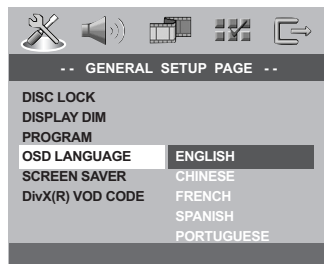 -- GENERAL SETUP PAGE --
DISC LOCK
DISPLAY DIM
PROGRAM
OSD LANGUAGE ENGLISH
SCREEN SAVER CHINESE
DivX(R) VOD CODE FRENCH
SPANISH
PORTUGUESE